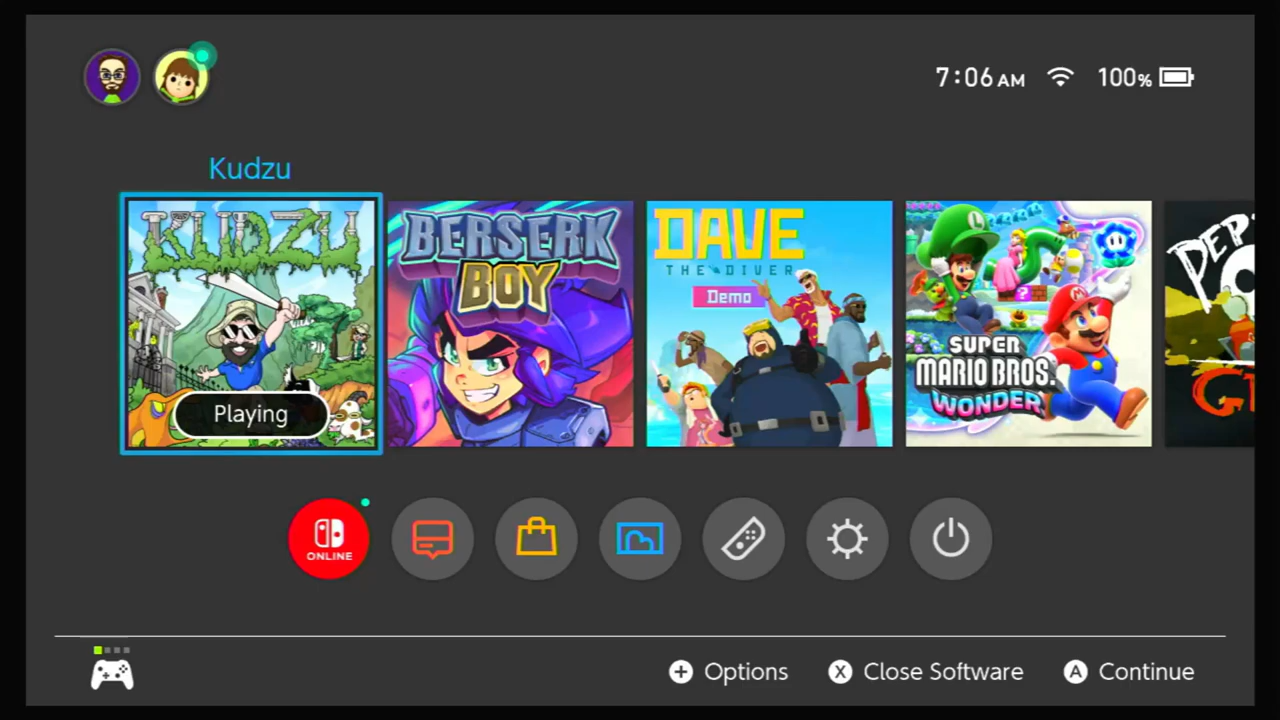 7:06 AM 100%
Kudzu
KUDZU
Playing
BERSERK
BOY
DAVE
THE DIVER
Demo
L
?
M
SUPER
MARIO BROS.
WONDER
ONLINE
+ Options X Close Software A Continue